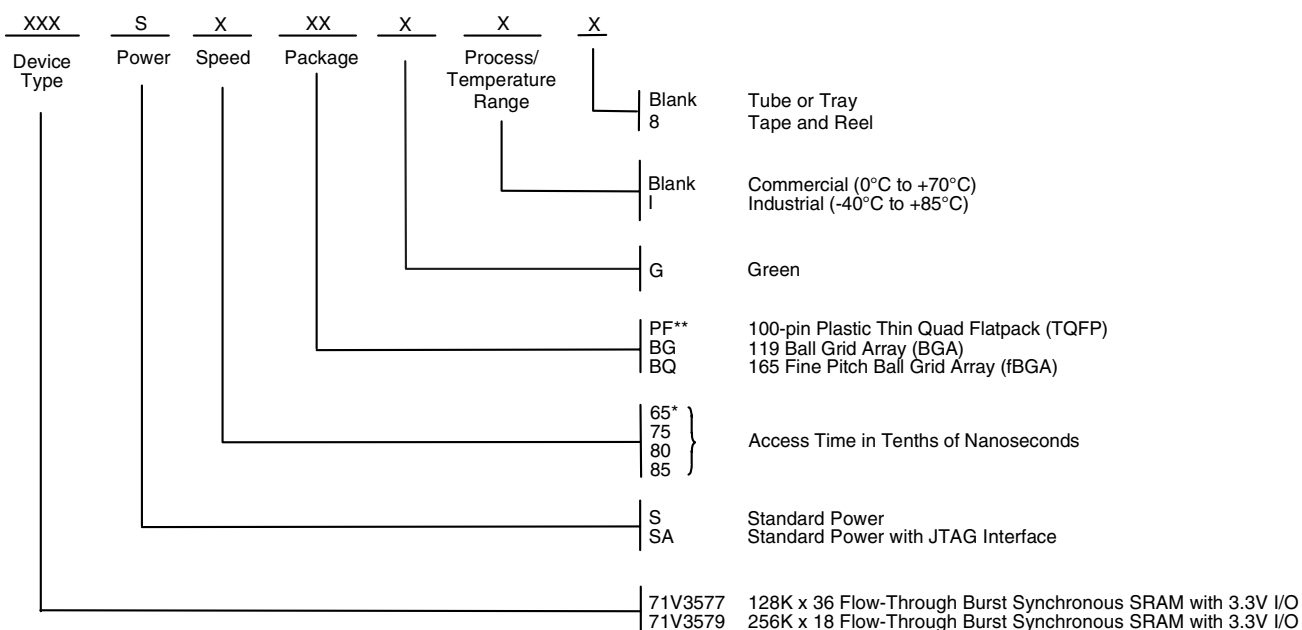 XXX S X XX X X X
Device Type
Power
Speed
Package
Process/
Temperature
Range
Blank Tube or Tray
8 Tape and Reel
Blank Commercial (0°C to +70°C)
I Industrial (-40°C to +85°C)
G Green
PF** 100-pin Plastic Thin Quad Flatpack (TQFP)
BG 119 Ball Grid Array (BGA)
BQ 165 Fine Pitch Ball Grid Array (fBGA)
65*
75
80
85
Access Time in Tenths of Nanoseconds
S Standard Power
SA Standard Power with JTAG Interface
71V3577 128K x 36 Flow-Through Burst Synchronous SRAM with 3.3V I/O
71V3579 256K x 18 Flow-Through Burst Synchronous SRAM with 3.3V I/O